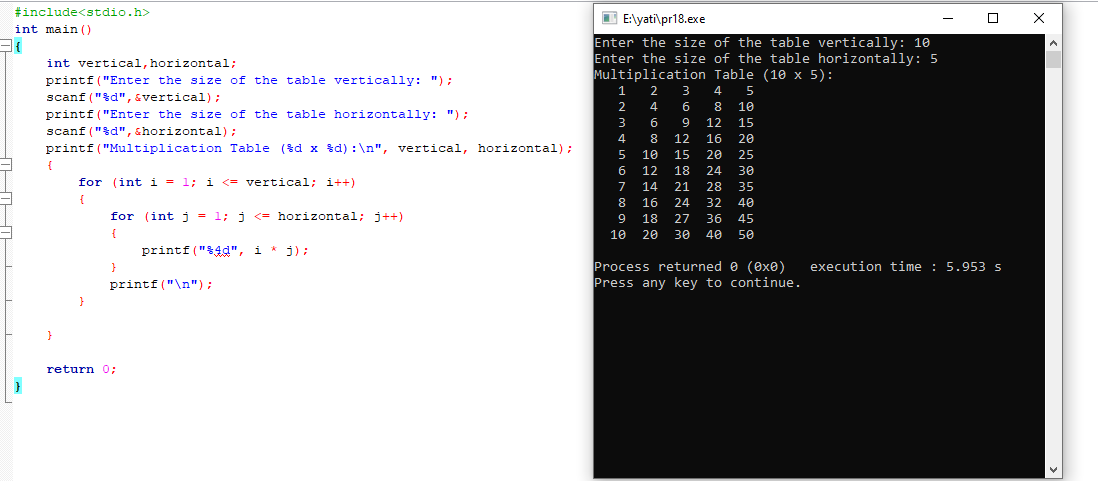 #include<stdio.h>
int main()
{
    int vertical,horizontal;
    printf("Enter the size of the table vertically: ");
    scanf("%d",&vertical);
    printf("Enter the size of the table horizontally: ");
    scanf("%d",&horizontal);
    printf("Multiplication Table (%d x %d):\n", vertical, horizontal);
    {
        for (int i = 1; i <= vertical; i++)
        {
            for (int j = 1; j <= horizontal; j++)
            {
                printf("%4d", i * j);
            }
            printf("\n");
        }
    }
    return 0;
}
E:\yati\pr18.exe
Enter the size of the table vertically: 10
Enter the size of the table horizontally: 5
Multiplication Table (10 x 5):
   1   2   3   4   5
   2   4   6   8  10
   3   6   9  12  15
   4   8  12  16  20
   5  10  15  20  25
   6  12  18  24  30
   7  14  21  28  35
   8  16  24  32  40
   9  18  27  36  45
  10  20  30  40  50
Process returned 0 (0x0)   execution time : 5.953 s
Press any key to continue.